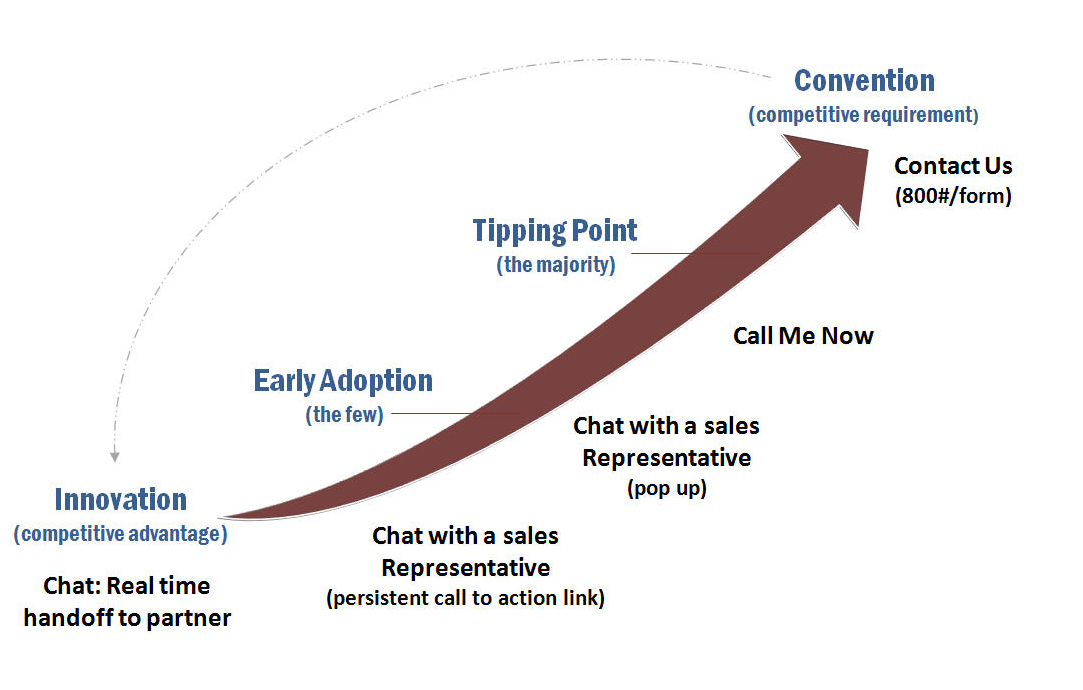 Convention
(competitive requirement)
Contact Us
(800#/form)
Tipping Point
(the majority)
Call Me Now
Early Adoption
(the few)
Chat with a sales
Representative
(pop up)
Innovation
(competitive advantage)
Chat: Real time
handoff to partner
Chat with a sales
Representative
(persistent call to action link)